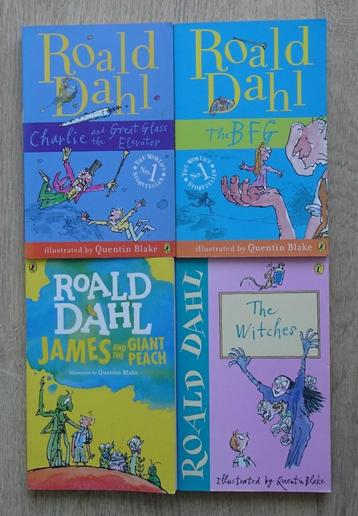 Roald
Dahl
Charlie and the Great Glass
Elevator
THE WORLD'S
No. 1
STORYTELLER
illustrated by Quentin Blake
Roald
Dahl
The BFG
THE WORLD'S
No. 1
STORYTELLER
illustrated by Quentin Blake
ROALD
DAHL
JAMES AND THE GIANT
PEACH
illustrated by Quentin Blake
ROALD DAHL
The
Witches
Illustrated by Quentin Blake